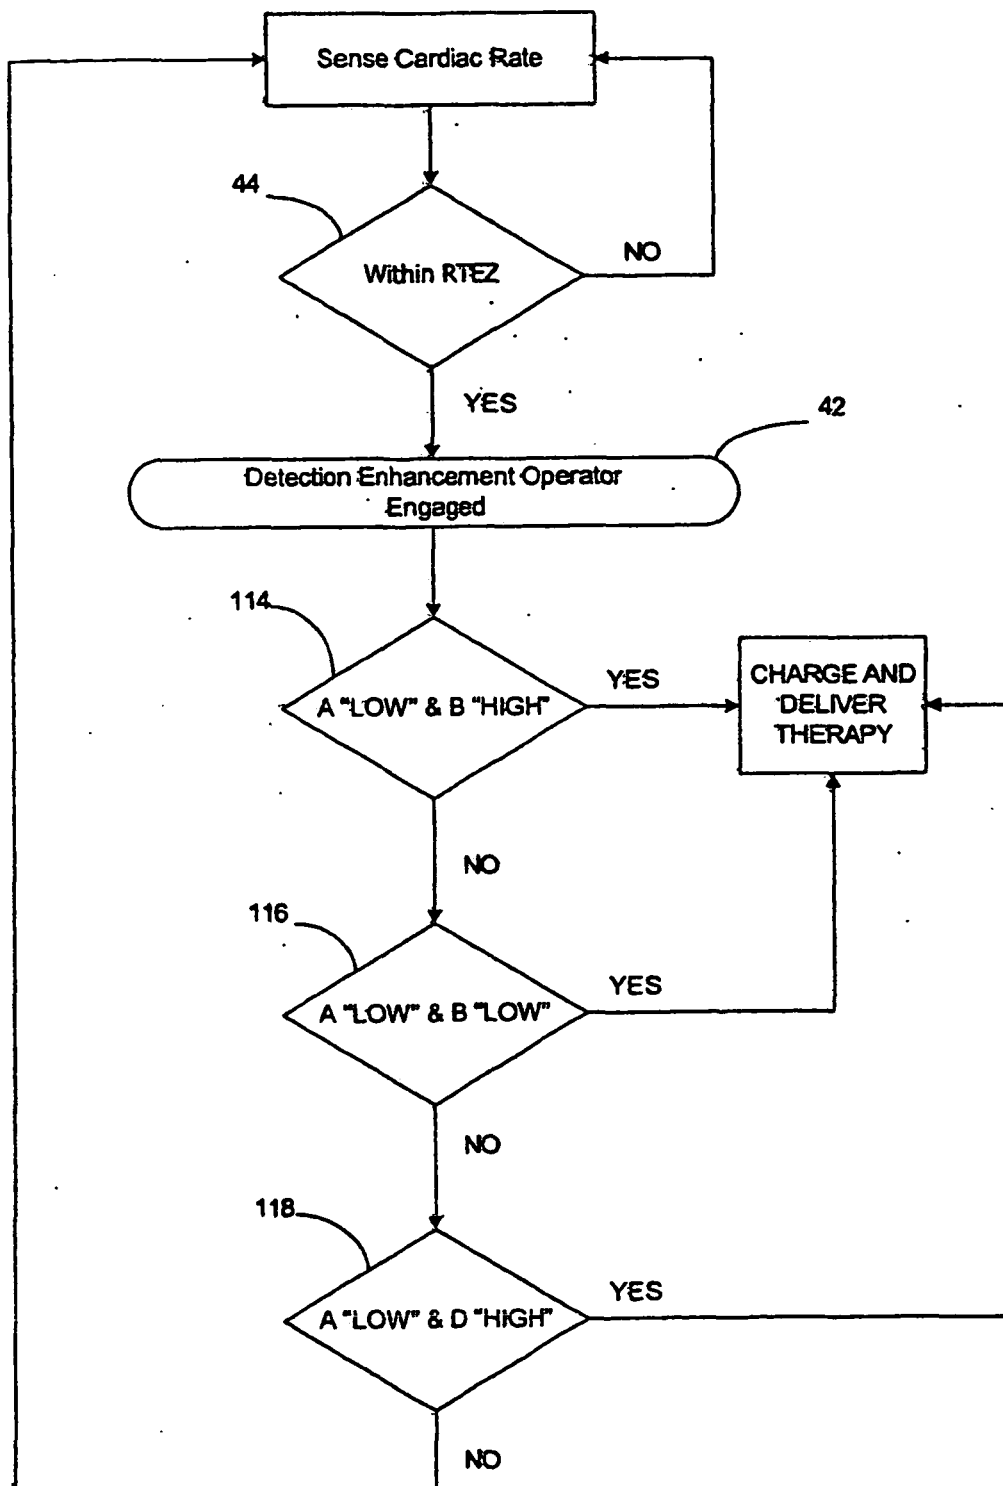 Sense Cardiac Rate
44
Within RTEZ
NO
YES
42
Detection Enhancement Operator
Engaged
114
A "LOW" & B "HIGH"
YES
CHARGE AND
DELIVER
THERAPY
NO
116
A "LOW" & B "LOW"
YES
NO
118
A "LOW" & D "HIGH"
YES
NO